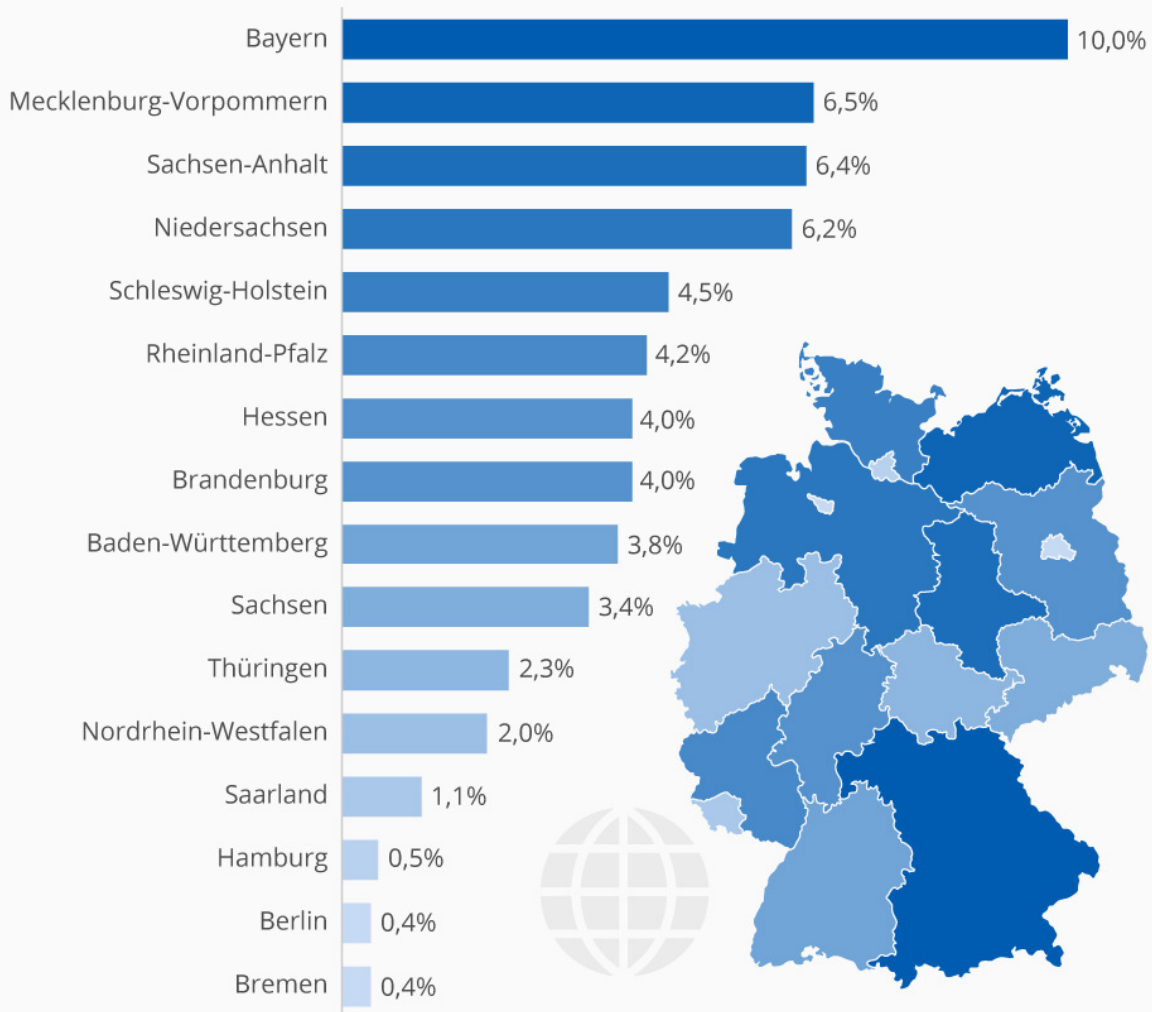 Bayern 10,0%
Mecklenburg-Vorpommern 6,5%
Sachsen-Anhalt 6,4%
Niedersachsen 6,2%
Schleswig-Holstein 4,5%
Rheinland-Pfalz 4,2%
Hessen 4,0%
Brandenburg 4,0%
Baden-Württemberg 3,8%
Sachsen 3,4%
Thüringen 2,3%
Nordrhein-Westfalen 2,0%
Saarland 1,1%
Hamburg 0,5%
Berlin 0,4%
Bremen 0,4%